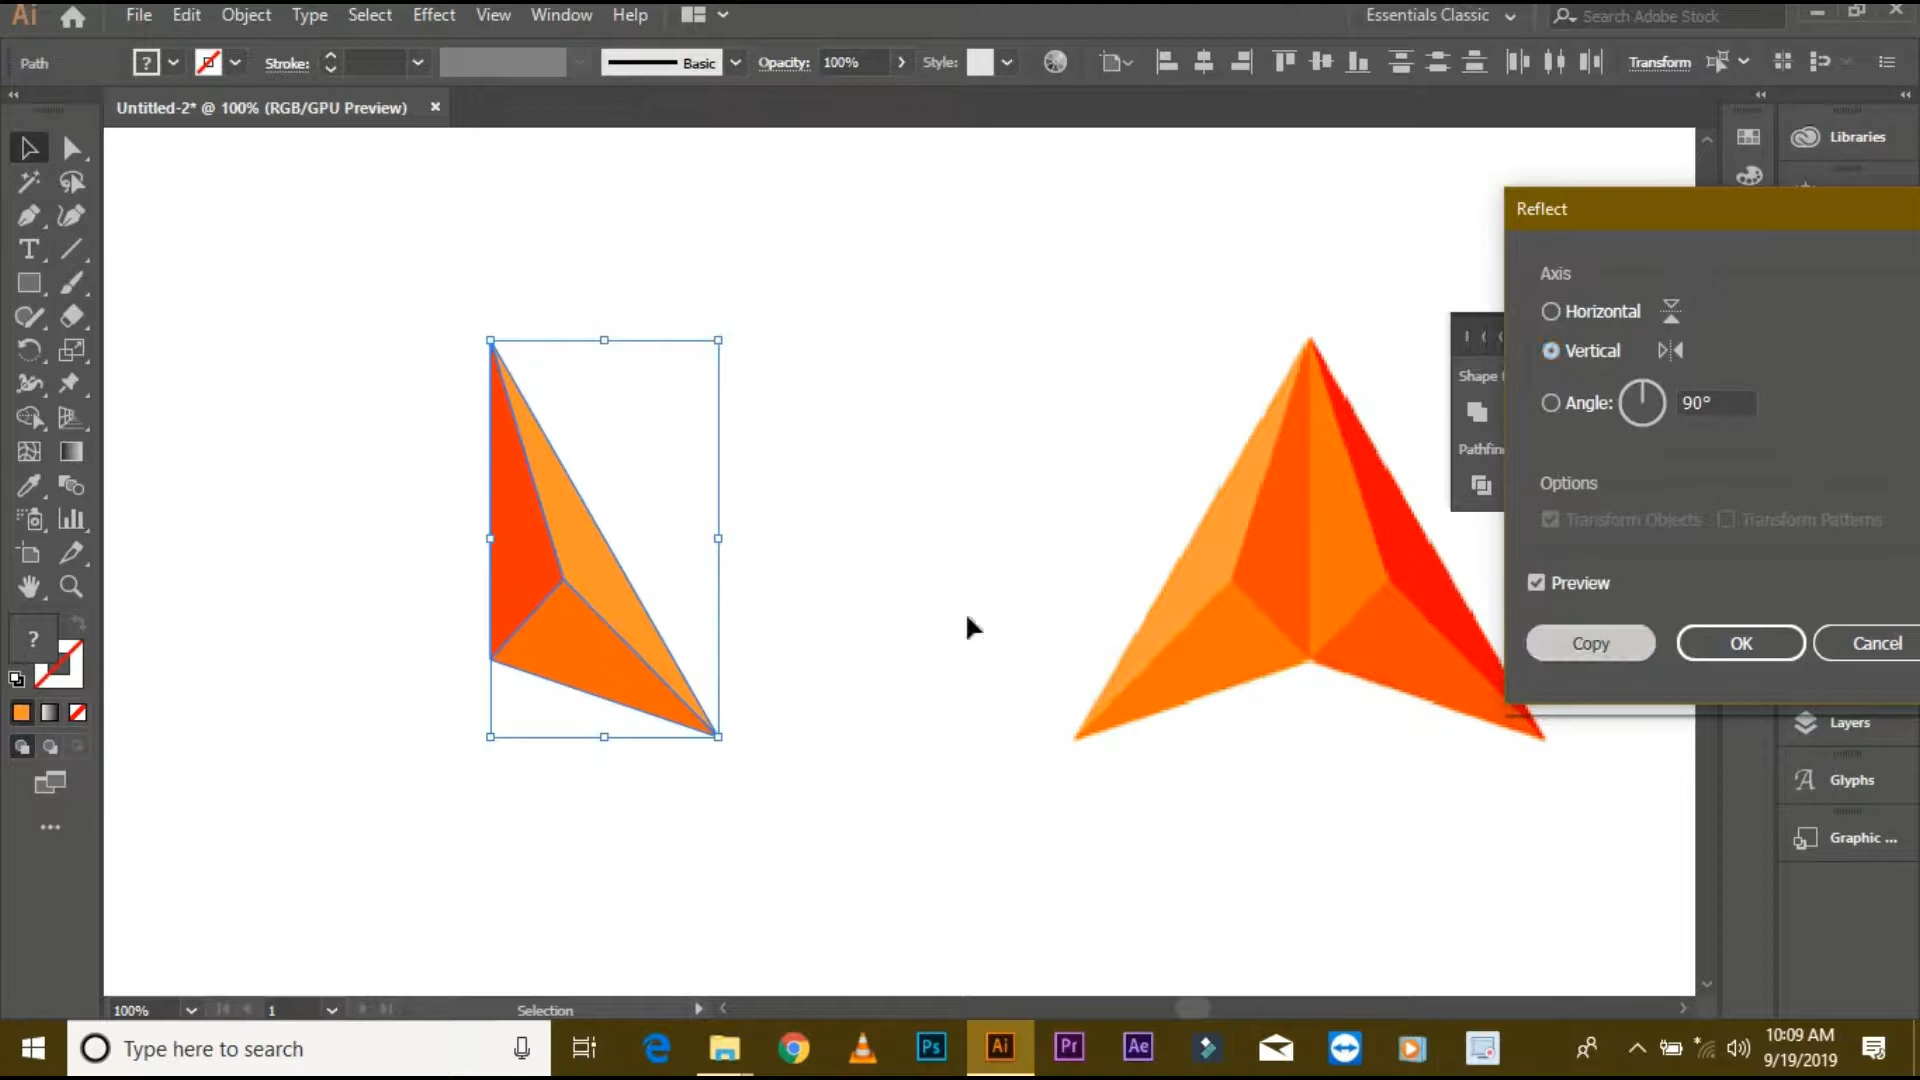 Ai File Edit Object Type Select Effect View Window Help Essentials Classic Search Adobe Stock
Path ? Stroke: Basic Opacity: 100% Style: Transform
Untitled-2* @ 100% (RGB/GPU Preview)
Libraries
Reflect
Axis
Horizontal
Vertical
Angle: 90°
Shape
Pathfin
Options
Transform Objects Transform Patterns
Preview
Copy OK Cancel
?
Layers
Glyphs
Graphic ...
100% 1 Selection
Type here to search
Ps Ai Pr Ae
10:09 AM
9/19/2019